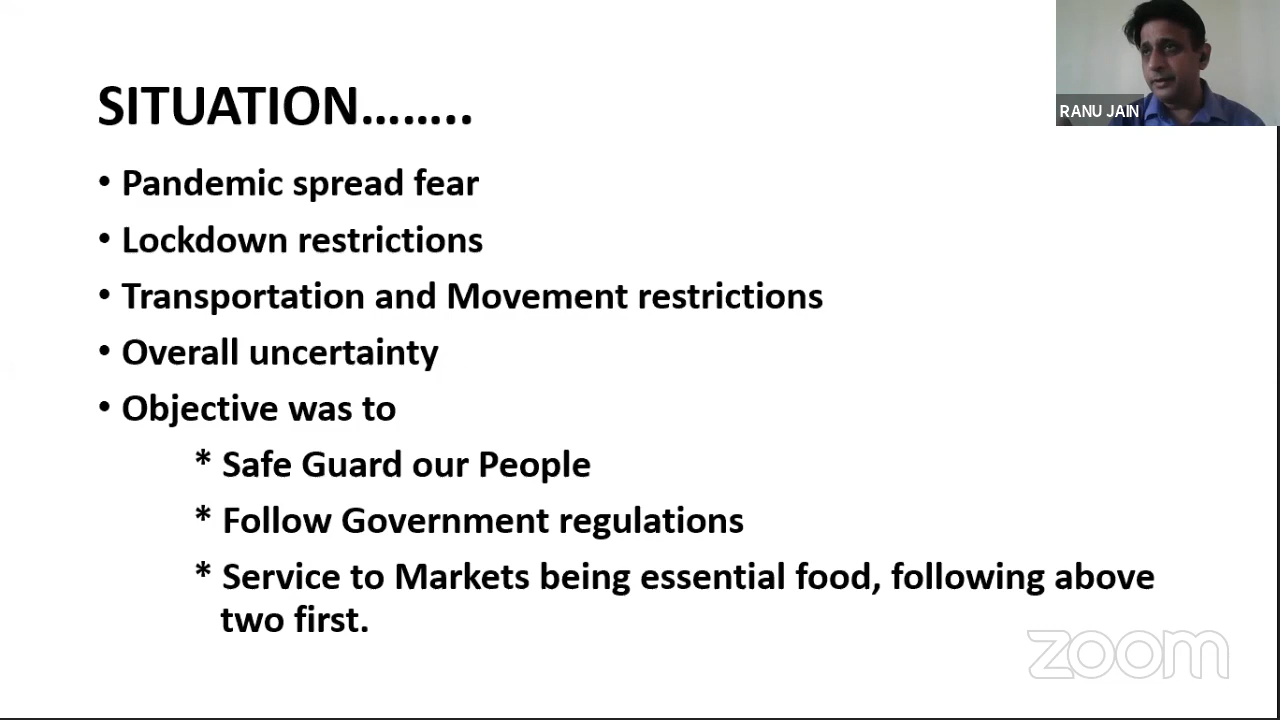 SITUATION........
RANU JAIN
• Pandemic spread fear
• Lockdown restrictions
• Transportation and Movement restrictions
• Overall uncertainty
• Objective was to
* Safe Guard our People
* Follow Government regulations
* Service to Markets being essential food, following above
two first.
zoom